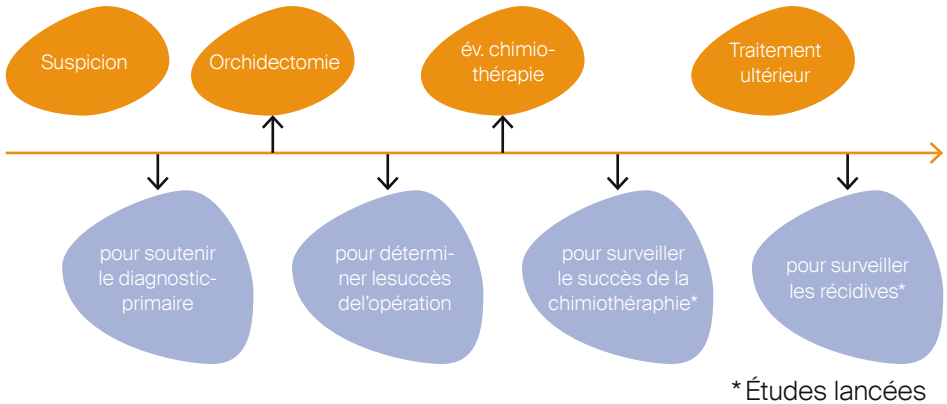 Suspicion
Orchidectomie
év. chimio-
thérapie
Traitement
ultérieur
pour soutenir
le diagnostic-
primaire
pour détermi-
ner lesuccès
del'opération
pour surveiller
le succès de la
chimiothéraphie*
pour surveiller
les récidives*
* Études lancées